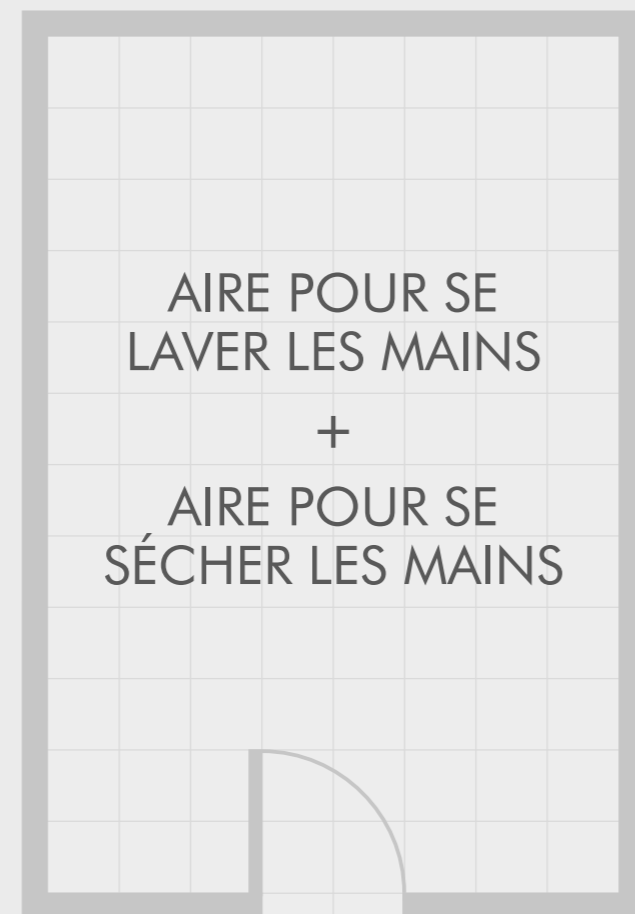 AIRE POUR SE
LAVER LES MAINS
+
AIRE POUR SE
SÉCHER LES MAINS